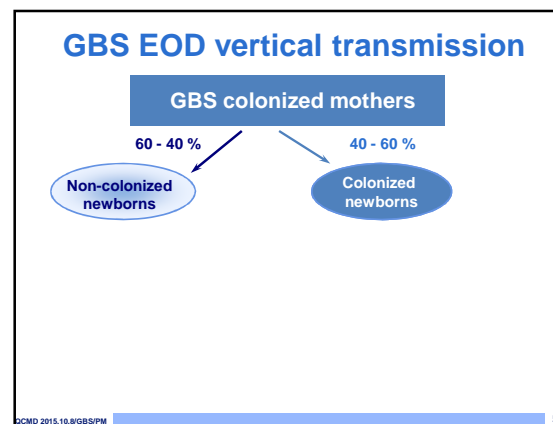 GBS EOD vertical transmission
GBS colonized mothers
60 - 40 %
40 - 60 %
Non-colonized
newborns
Colonized
newborns
QCMD 2015.10.8/GBS/PM